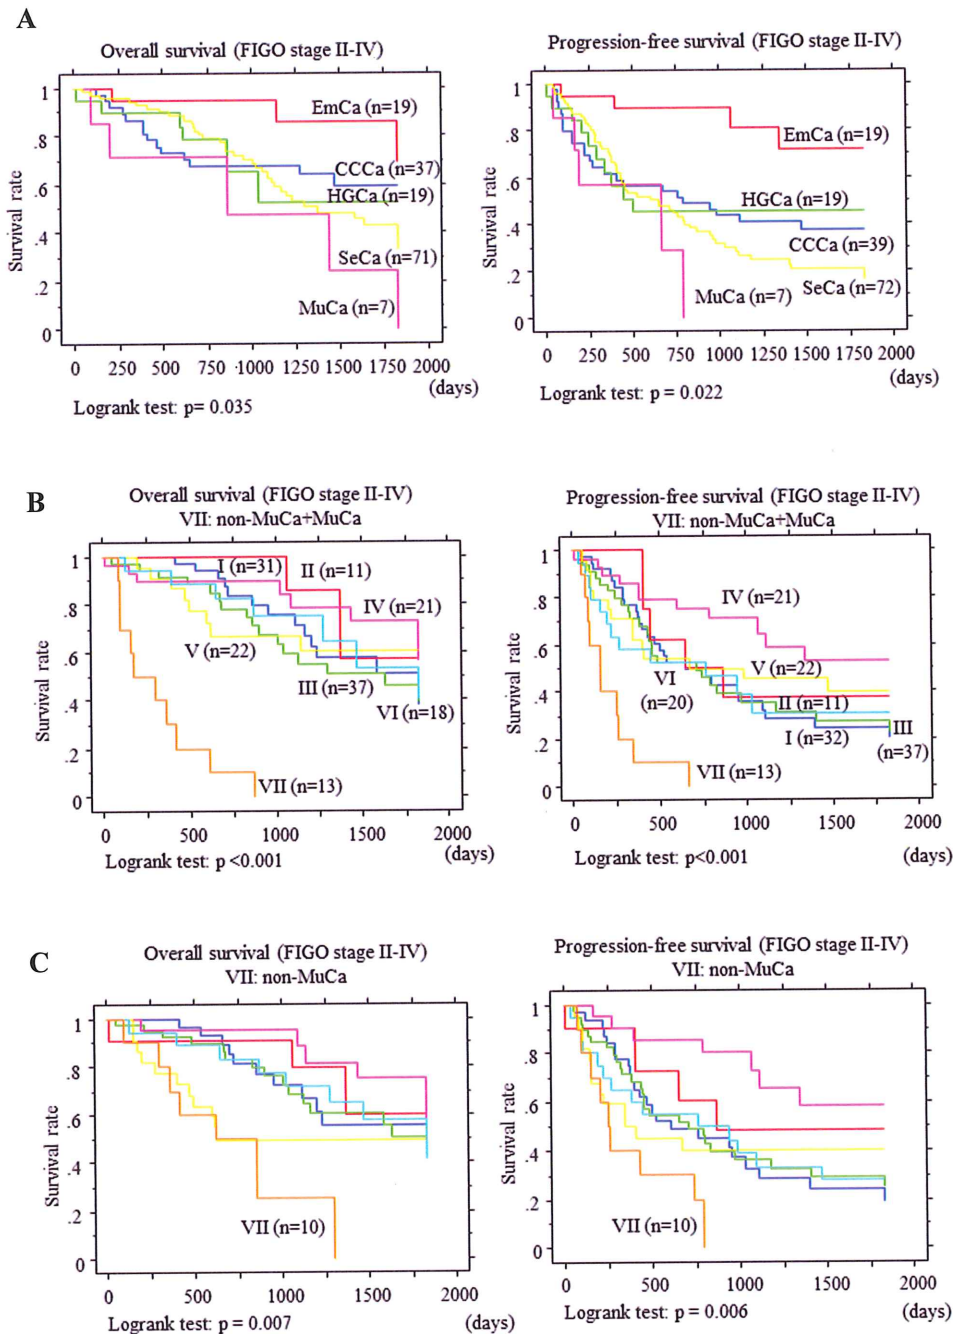 A
Overall survival (FIGO stage II-IV)
Survival rate
1
.8
.6
.4
.2
0
EmCa (n=19)
CCCa (n=37)
HGCa (n=19)
SeCa (n=71)
MuCa (n=7)
0 250 500 750 1000 1250 1500 1750 2000
(days)
Logrank test: p= 0.035
Progression-free survival (FIGO stage II-IV)
Survival rate
1
.8
.6
.4
.2
0
EmCa (n=19)
HGCa (n=19)
CCCa (n=39)
MuCa (n=7)
SeCa (n=72)
0 250 500 750 1000 1250 1500 1750 2000
(days)
Logrank test: p = 0.022
B
Overall survival (FIGO stage II-IV)
VII: non-MuCa+MuCa
Survival rate
1
.8
.6
.4
.2
0
I (n=31)
II (n=11)
IV (n=21)
V (n=22)
III (n=37)
VI (n=18)
VII (n=13)
0 500 1000 1500 2000
Logrank test: p <0.001
(days)
Progression-free survival (FIGO stage II-IV)
VII: non-MuCa+MuCa
Survival rate
1
.8
.6
.4
.2
0
IV (n=21)
V (n=22)
VI
(n=20)
II (n=11)
I (n=32)
III
(n=37)
VII (n=13)
0 500 1000 1500 2000
Logrank test: p<0.001
(days)
C
Overall survival (FIGO stage II-IV)
VII: non-MuCa
Survival rate
1
.8
.6
.4
.2
0
VII (n=10)
0 500 1000 1500 2000
Logrank test: p = 0.007
(days)
Progression-free survival (FIGO stage II-IV)
VII: non-MuCa
Survival rate
1
.8
.6
.4
.2
0
VII (n=10)
0 500 1000 1500 2000
Logrank test: p = 0.006
(days)